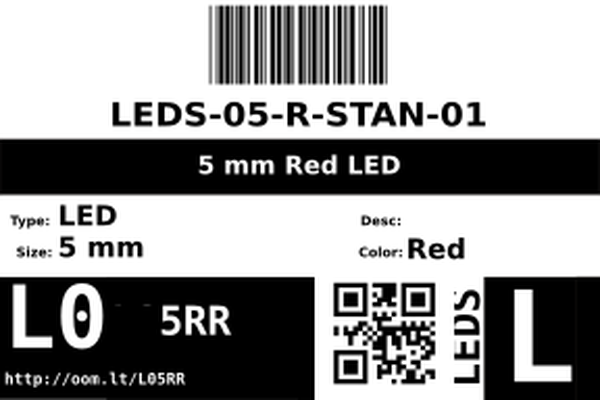 LEDS-05-R-STAN-01
5 mm Red LED
Type: LED
Desc:
Size: 5 mm
Color: Red
L0 5RR
http://oom.lt/L05RR
LEDS
L